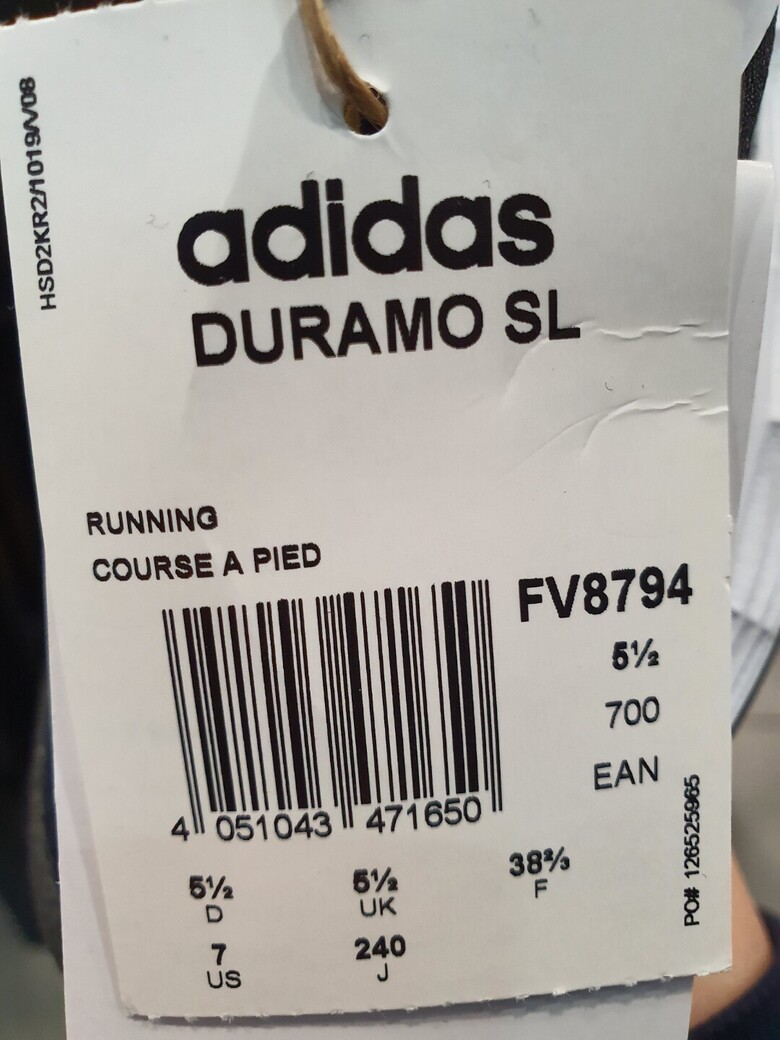 HSD2KR2/1019/V/08
adidas
DURAMO SL
RUNNING
COURSE A PIED
FV8794
5½
700
EAN
4 051043 471650
5½ D
5½ UK
38⅔ F
7 US
240 J
PO# 126525965